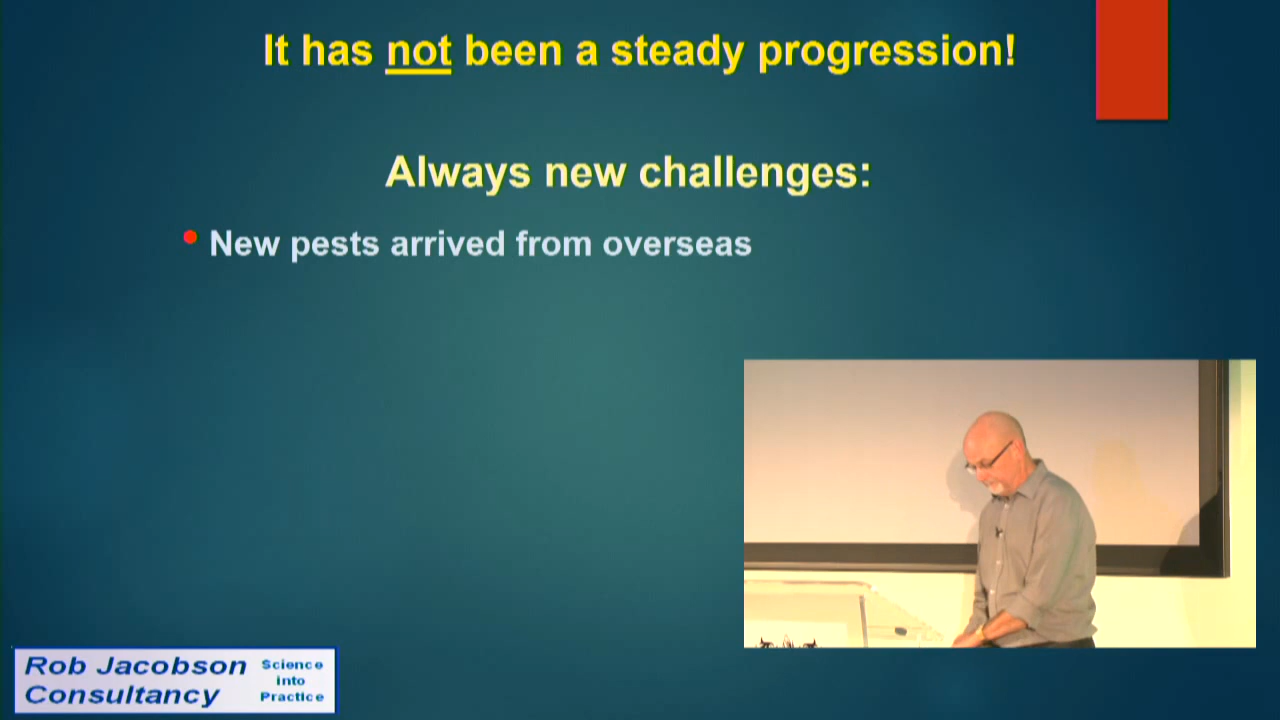 It has not been a steady progression!
Always new challenges:
• New pests arrived from overseas
Rob Jacobson
Consultancy
Science
into
Practice